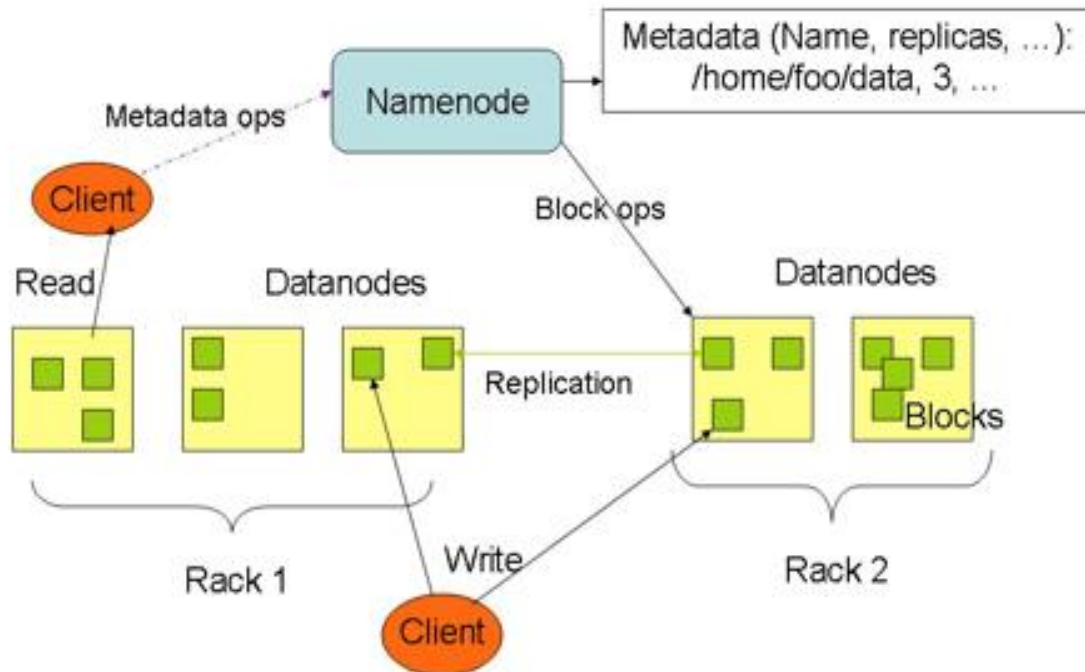 Metadata (Name, replicas, ...):
/home/foo/data, 3, ...
Namenode
Metadata ops
Client
Block ops
Read
Datanodes
Datanodes
Replication
Blocks
Rack 1
Write
Rack 2
Client